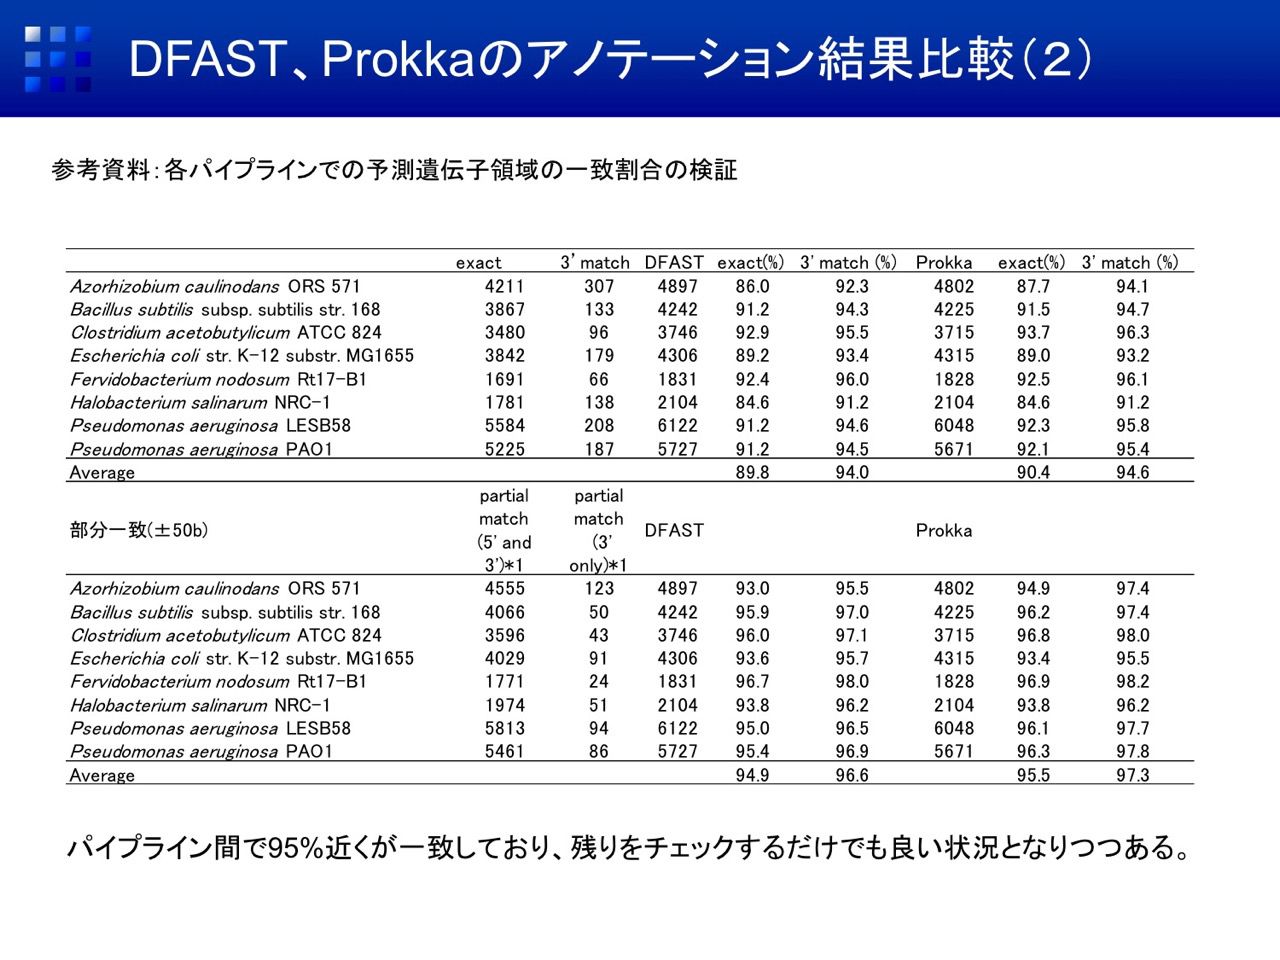 DFAST、Prokkaのアノテーション結果比較（２）
参考資料：各パイプラインでの予測遺伝子領域の一致割合の検証
exact 3' match DFAST exact(%) 3' match (%) Prokka exact(%) 3' match (%)
Azorhizobium caulinodans ORS 571 4211 307 4897 86.0 92.3 4802 87.7 94.1
Bacillus subtilis subsp. subtilis str. 168 3867 133 4242 91.2 94.3 4225 91.5 94.7
Clostridium acetobutylicum ATCC 824 3480 96 3746 92.9 95.5 3715 93.7 96.3
Escherichia coli str. K-12 substr. MG1655 3842 179 4306 89.2 93.4 4315 89.0 93.2
Fervidobacterium nodosum Rt17-B1 1691 66 1831 92.4 96.0 1828 92.5 96.1
Halobacterium salinarum NRC-1 1781 138 2104 84.6 91.2 2104 84.6 91.2
Pseudomonas aeruginosa LESB58 5584 208 6122 91.2 94.6 6048 92.3 95.8
Pseudomonas aeruginosa PAO1 5225 187 5727 91.2 94.5 5671 92.1 95.4
Average 89.8 94.0 90.4 94.6
部分一致(±50b) partial match (5' and 3')*1 partial match (3' only)*1 DFAST Prokka
Azorhizobium caulinodans ORS 571 4555 123 4897 93.0 95.5 4802 94.9 97.4
Bacillus subtilis subsp. subtilis str. 168 4066 50 4242 95.9 97.0 4225 96.2 97.4
Clostridium acetobutylicum ATCC 824 3596 43 3746 96.0 97.1 3715 96.8 98.0
Escherichia coli str. K-12 substr. MG1655 4029 91 4306 93.6 95.7 4315 93.4 95.5
Fervidobacterium nodosum Rt17-B1 1771 24 1831 96.7 98.0 1828 96.9 98.2
Halobacterium salinarum NRC-1 1974 51 2104 93.8 96.2 2104 93.8 96.2
Pseudomonas aeruginosa LESB58 5813 94 6122 95.0 96.5 6048 96.1 97.7
Pseudomonas aeruginosa PAO1 5461 86 5727 95.4 96.9 5671 96.3 97.8
Average 94.9 96.6 95.5 97.3
パイプライン間で95%近くが一致しており、残りをチェックするだけでも良い状況となりつつある。